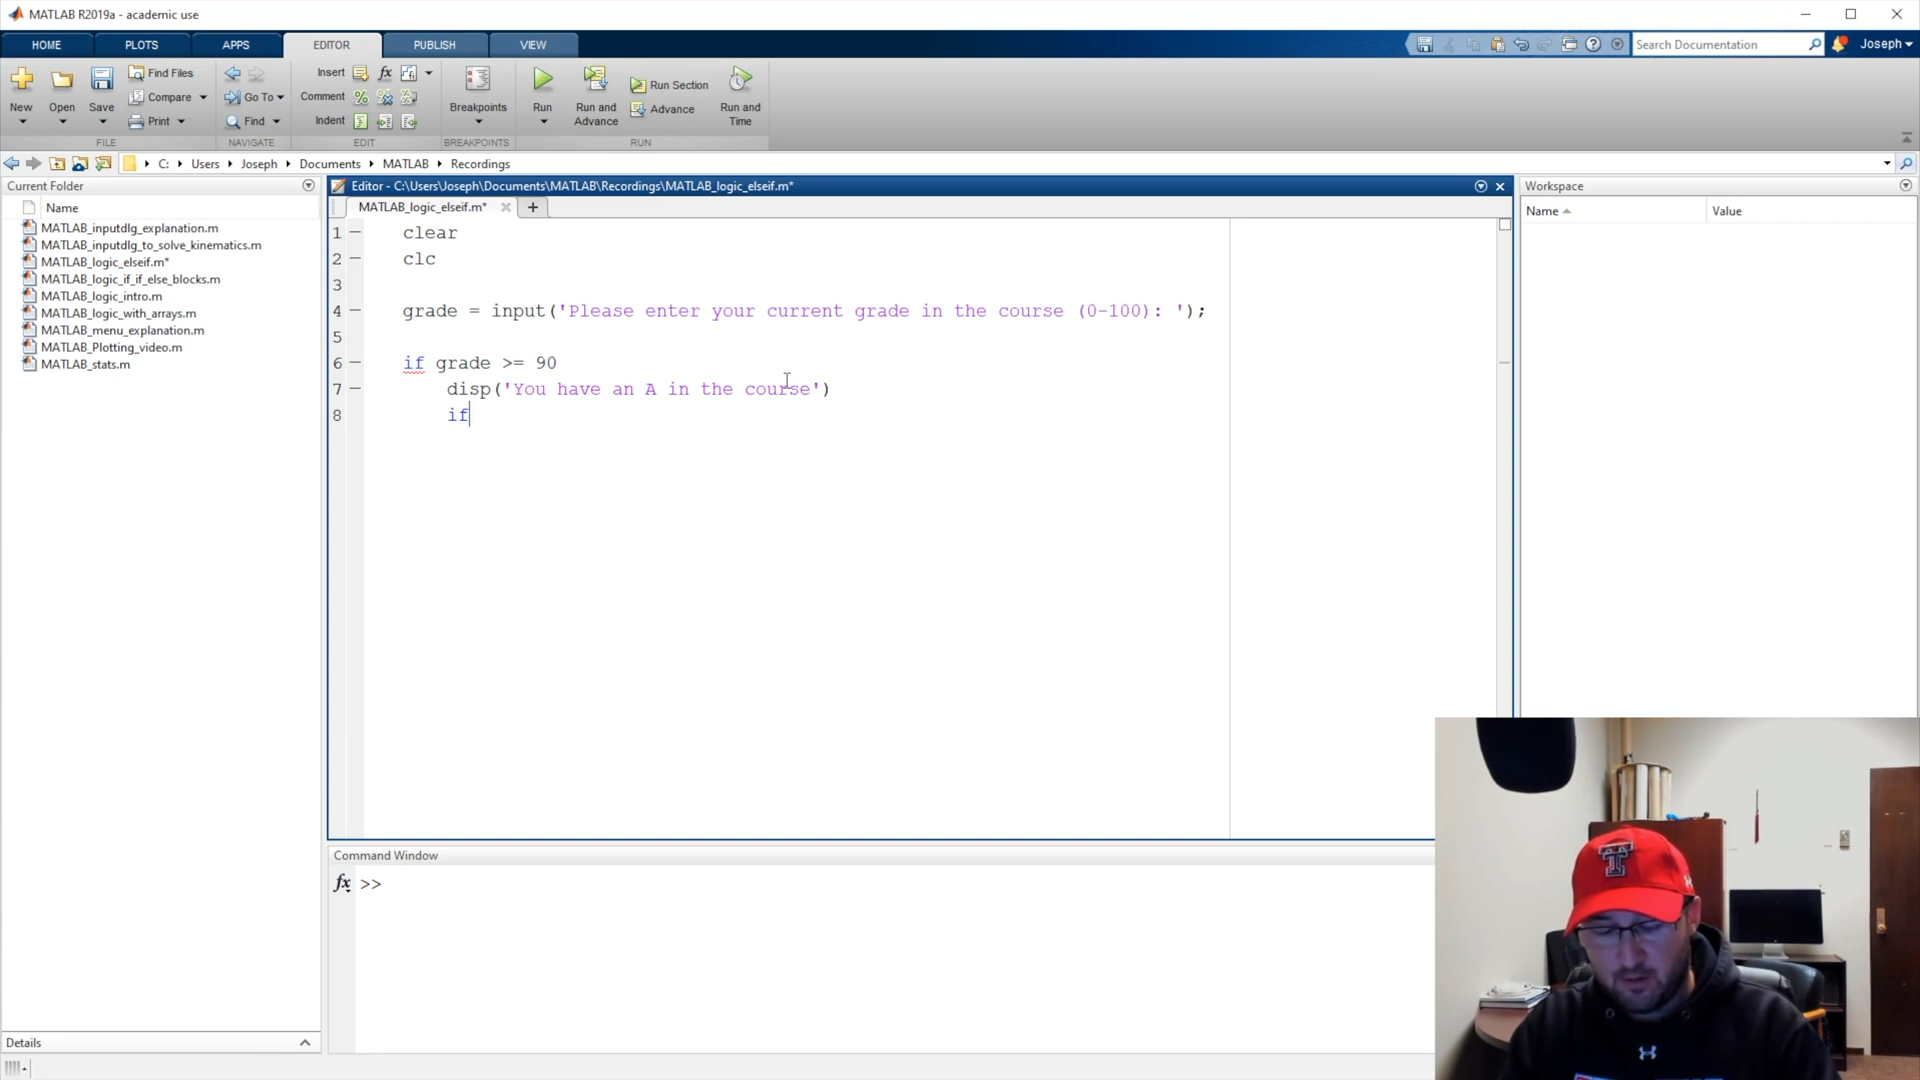 MATLAB R2019a - academic use
HOME PLOTS APPS EDITOR PUBLISH VIEW
Search Documentation Joseph
New Open Save Find Files Compare Print
FILE
Go To Find
NAVIGATE
Insert fx
Comment %
Indent
EDIT
Breakpoints
BREAKPOINTS
Run Run and Advance Run Section Advance Run and Time
RUN
C: Users Joseph Documents MATLAB Recordings
Current Folder
Name
MATLAB_inputdlg_explanation.m
MATLAB_inputdlg_to_solve_kinematics.m
MATLAB_logic_elseif.m*
MATLAB_logic_if_if_else_blocks.m
MATLAB_logic_intro.m
MATLAB_logic_with_arrays.m
MATLAB_menu_explanation.m
MATLAB_Plotting_video.m
MATLAB_stats.m
Details
Editor - C:\Users\Joseph\Documents\MATLAB\Recordings\MATLAB_logic_elseif.m*
MATLAB_logic_elseif.m*
1 clear
2 clc
3
4 grade = input('Please enter your current grade in the course (0-100): ');
5
6 if grade >= 90
7 disp('You have an A in the course')
8 if
Command Window
fx >>
Workspace
Name Value